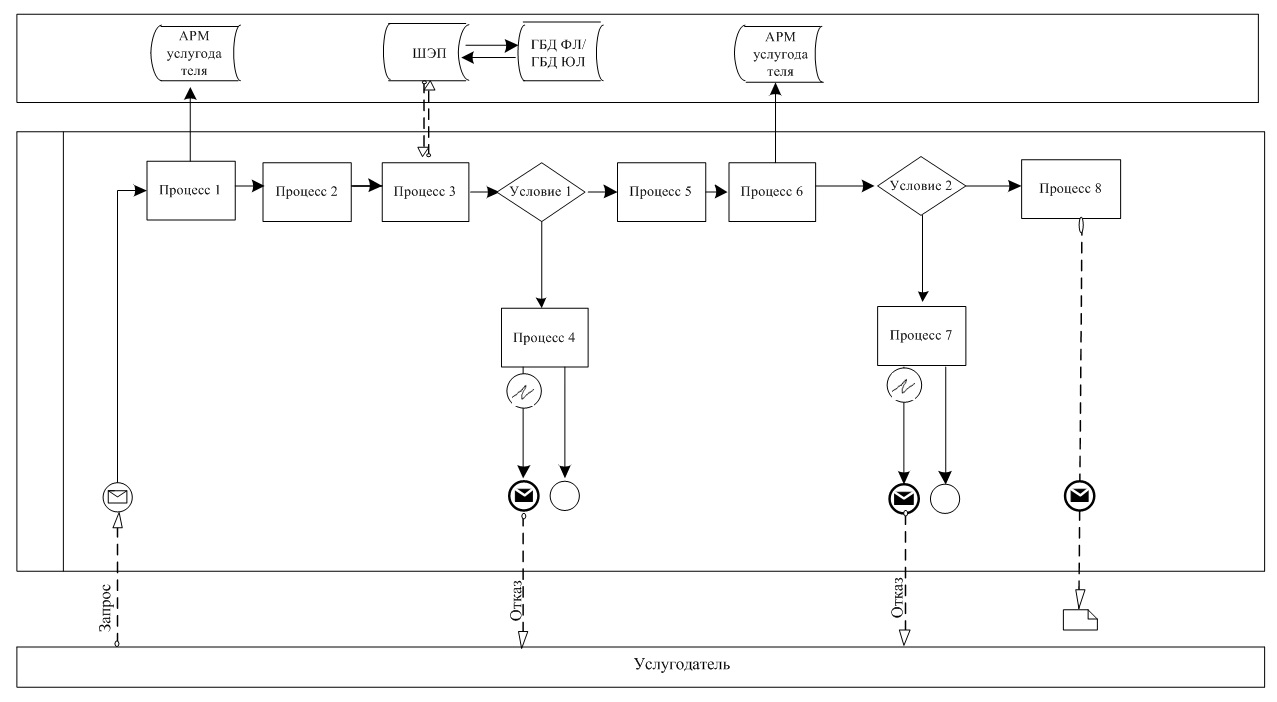 АРМ
услугода
теля
ШЭП
ГБД ФЛ/
ГБД ЮЛ
АРМ
услугода
теля
Процесс 1
Процесс 2
Процесс 3
Условие 1
Процесс 5
Процесс 6
Условие 2
Процесс 8
Процесс 4
Процесс 7
Запрос
Отказ
Отказ
Услугодатель